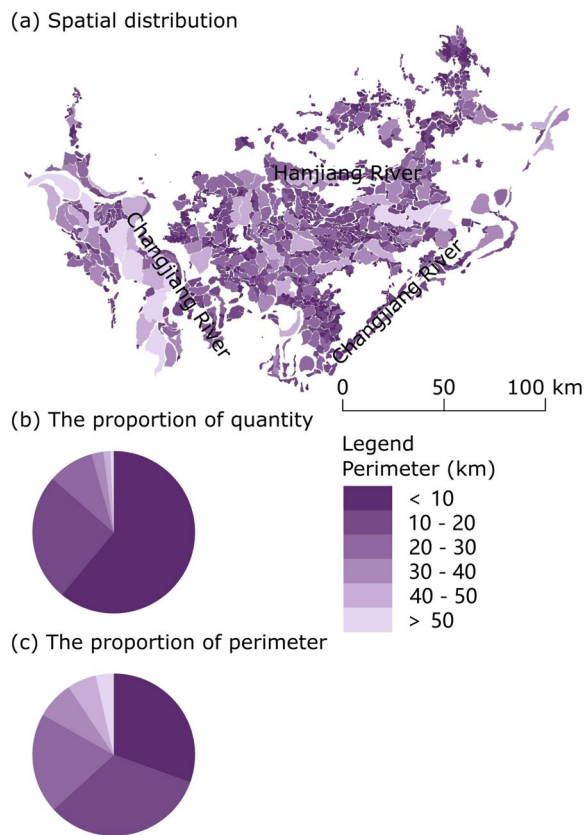 (a) Spatial distribution
Hanjiang River
Changjiang River
Changjiang River
0 50 100 km
(b) The proportion of quantity
Legend
Perimeter (km)
< 10
10 - 20
20 - 30
30 - 40
40 - 50
> 50
(c) The proportion of perimeter